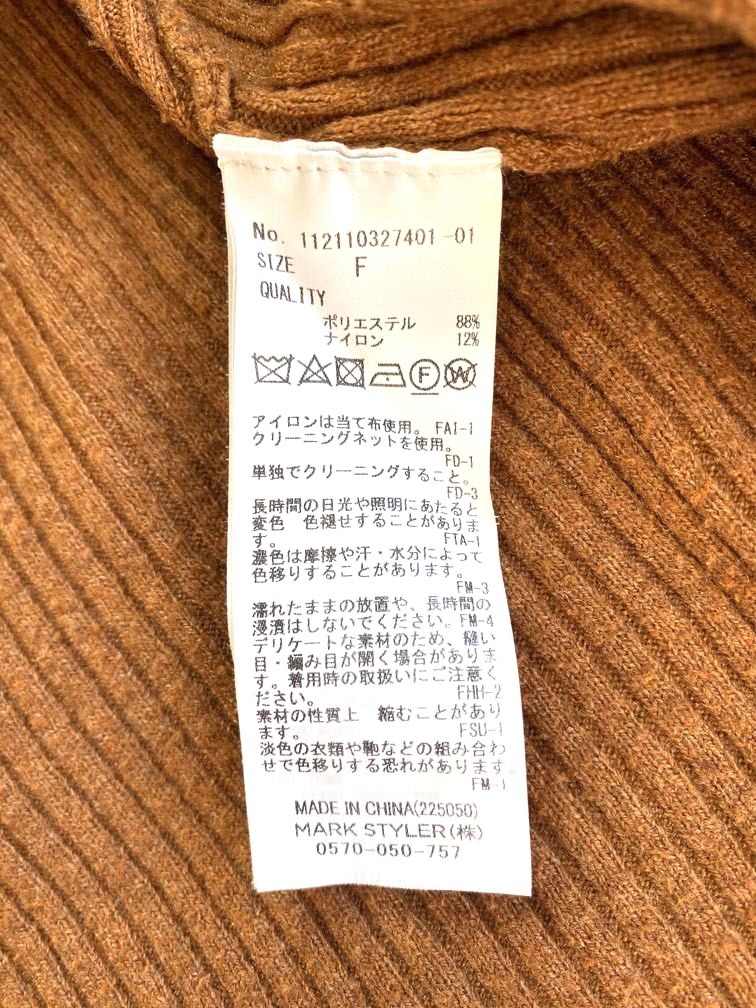 No. 112110327401-01
SIZE F
QUALITY
ポリエステル 88%
ナイロン 12%
F W
アイロンは当て布使用。 FAI-1
クリーニングネットを使用。
FD-1
単独でクリーニングすること。
FD-3
長時間の日光や照明にあたると
変色 色褪せすることがありま
す。 FTA-1
濃色は摩擦や汗・水分によって
色移りすることがあります。
FM-3
濡れたままの放置や、長時間の
浸漬はしないでください。FM-4
デリケートな素材のため、縫い
目・編み目が開く場合がありま
す。着用時の取扱いにご注意く
ださい。 FHH-2
素材の性質上 縮むことがあり
ます。 FSU-1
淡色の衣類や鞄などの組み合わ
せで色移りする恐れがあります。
FM-1
MADE IN CHINA(225050)
MARK STYLER(株)
0570-050-757